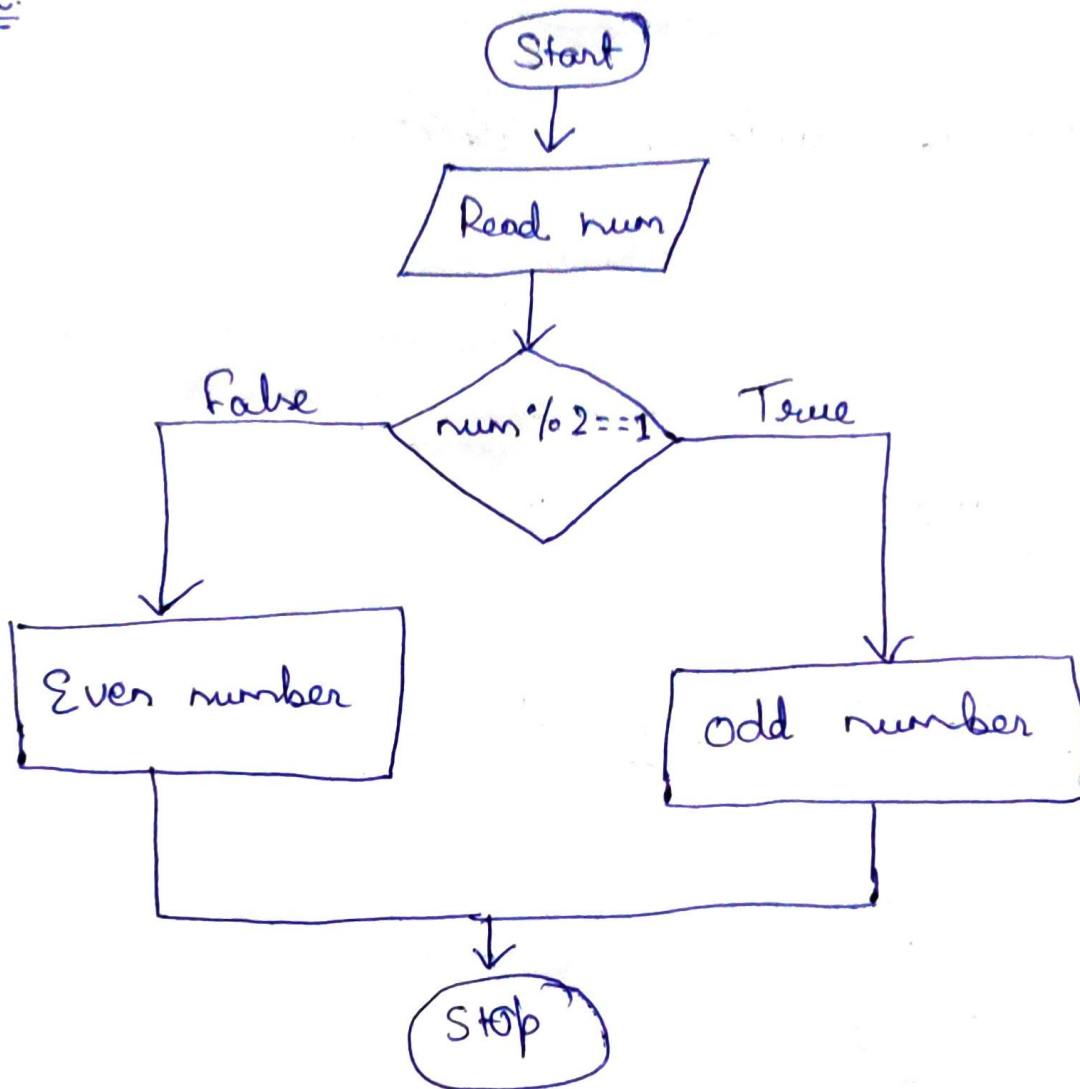 Start
Read num
False
num % 2 == 1
True
Even number
odd number
Stop